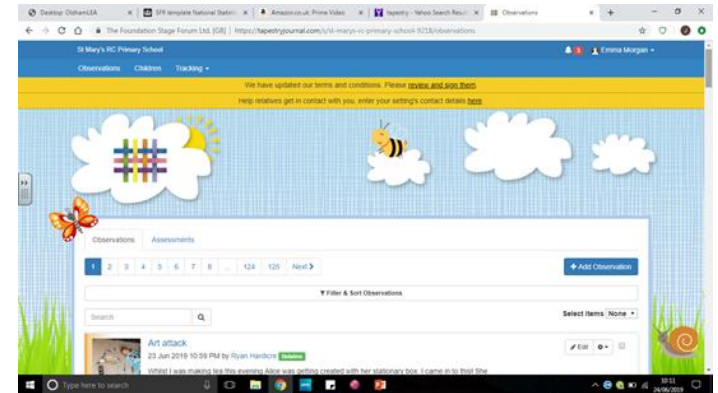 Desktop OldhamLEA
SFR template National Statisti
Amazon.co.uk: Prime Video
tapestry - Yahoo Search Resul
Observations
The Foundation Stage Forum Ltd. [GB] | https://tapestryjournal.com/s/st-marys-rc-primary-school-9218/observations
St Mary's RC Primary School
Emma Morgan
Observations Children Tracking
We have updated our terms and conditions. Please review and sign them.
Help relatives get in contact with you, enter your setting's contact details here
Observations Assessments
1 2 3 4 5 6 7 8 ... 124 125 Next
+ Add Observation
Filter & Sort Observations
Search
Select Items None
Art attack
Edit
23 Jun 2019 10:59 PM by Ryan Hardicre Relative
Whilst I was making tea this evening Alice was getting created with her stationary box. I came in to this! She
Type here to search
10:11
24/06/2019